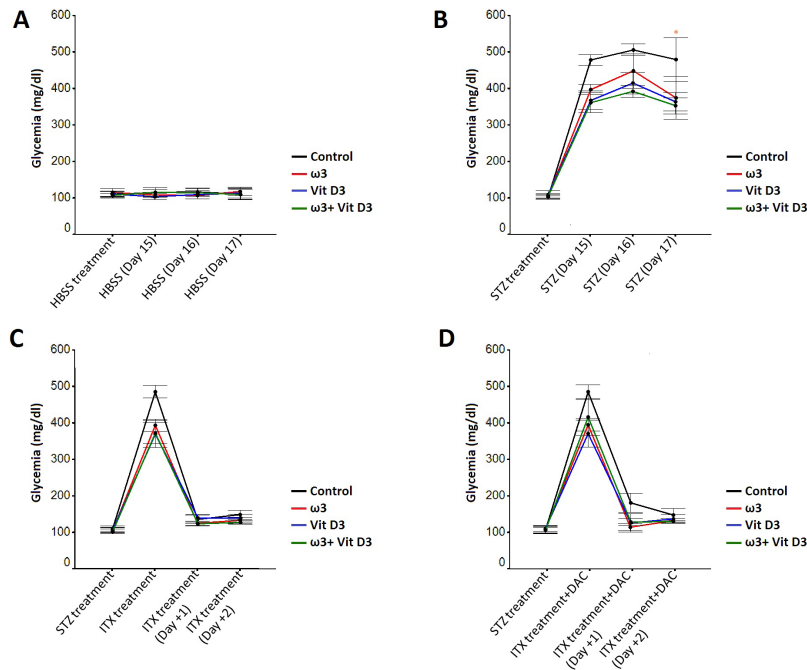 A
Glycemia (mg/dl)
600
500
400
300
200
100
0
HBSS treatment
HBSS (Day 15)
HBSS (Day 16)
HBSS (Day 17)
Control
ω3
Vit D3
ω3+ Vit D3
B
Glycemia (mg/dl)
600
500
400
300
200
100
0
*
STZ treatment
STZ (Day 15)
STZ (Day 16)
STZ (Day 17)
Control
ω3
Vit D3
ω3+ Vit D3
C
Glycemia (mg/dl)
600
500
400
300
200
100
0
STZ treatment
ITX treatment
ITX treatment
(Day +1)
ITX treatment
(Day +2)
Control
ω3
Vit D3
ω3+ Vit D3
D
Glycemia (mg/dl)
600
500
400
300
200
100
0
STZ treatment
ITX treatment+DAC
ITX treatment+DAC
(Day +1)
ITX treatment+DAC
(Day +2)
Control
ω3
Vit D3
ω3+ Vit D3